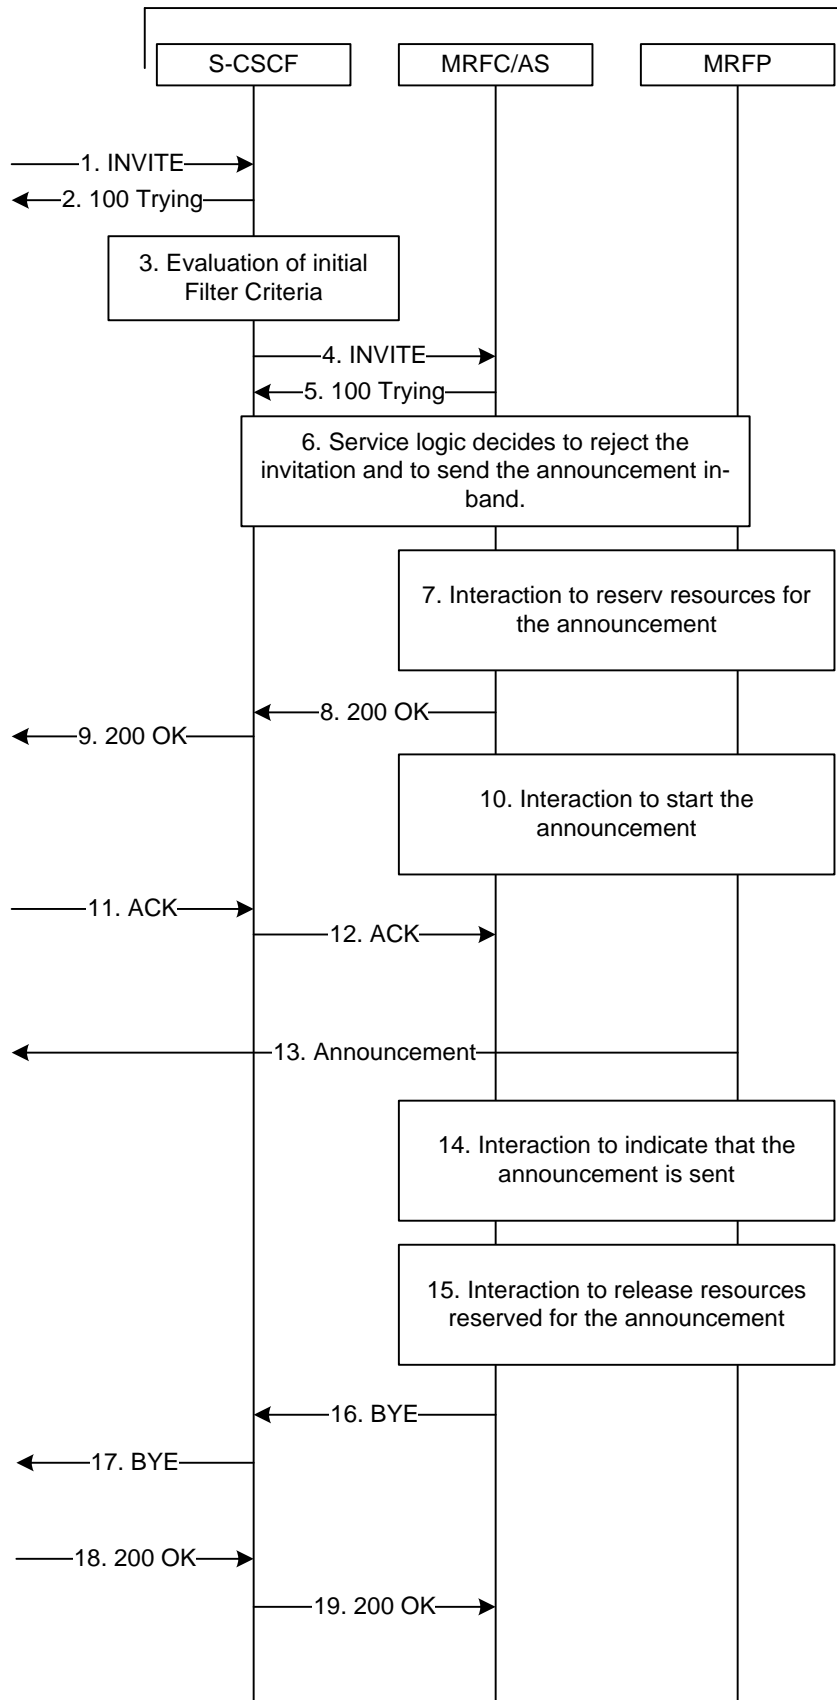 S-CSCF
MRFC/AS
MRFP
1. INVITE
2. 100 Trying
3. Evaluation of initial
Filter Criteria
4. INVITE
5. 100 Trying
6. Service logic decides to reject the
invitation and to send the announcement in-
band.
7. Interaction to reserv resources for
the announcement
8. 200 OK
9. 200 OK
10. Interaction to start the
announcement
11. ACK
12. ACK
13. Announcement
14. Interaction to indicate that the
announcement is sent
15. Interaction to release resources
reserved for the announcement
16. BYE
17. BYE
18. 200 OK
19. 200 OK